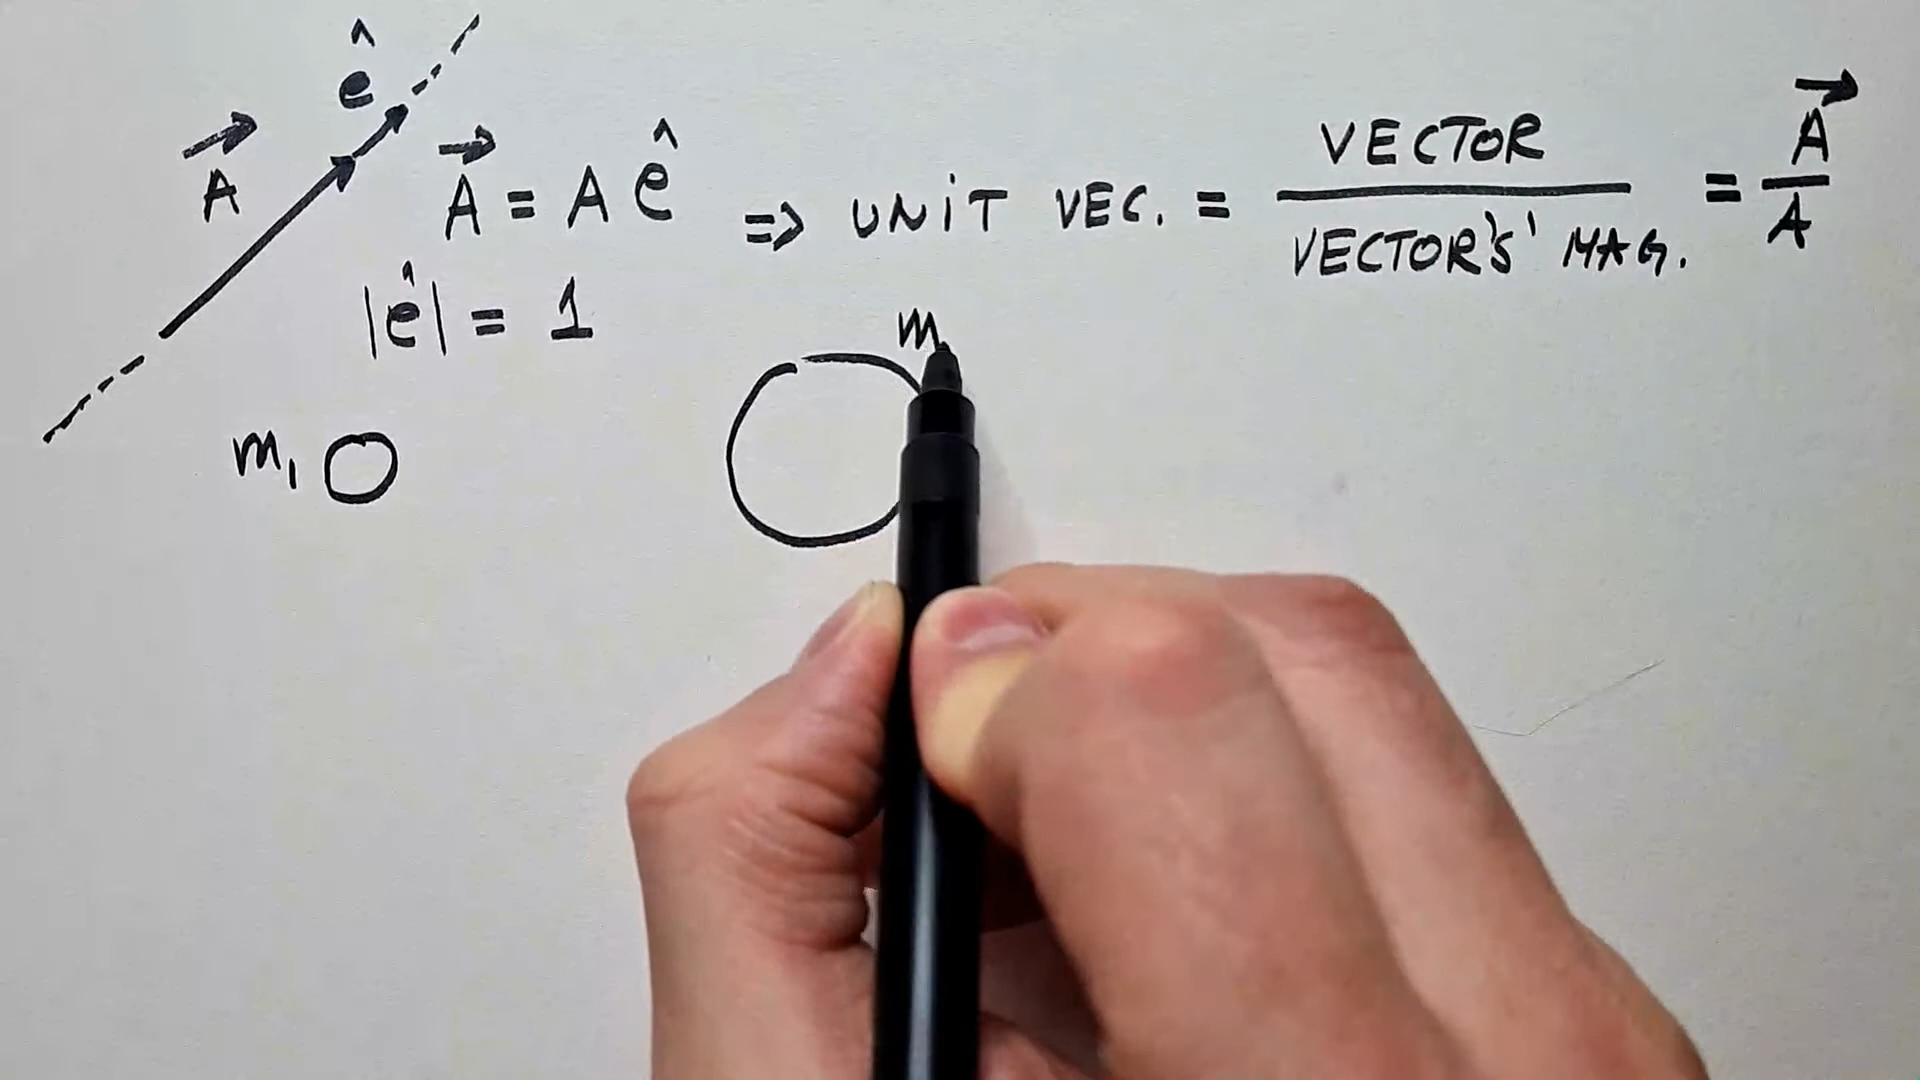 ê
A⃗
A⃗ = A ê ⇒ UNiT VEC. = VECTOR / VECTOR'S' MAG. = A⃗ / A
|ê| = 1
m
m₁